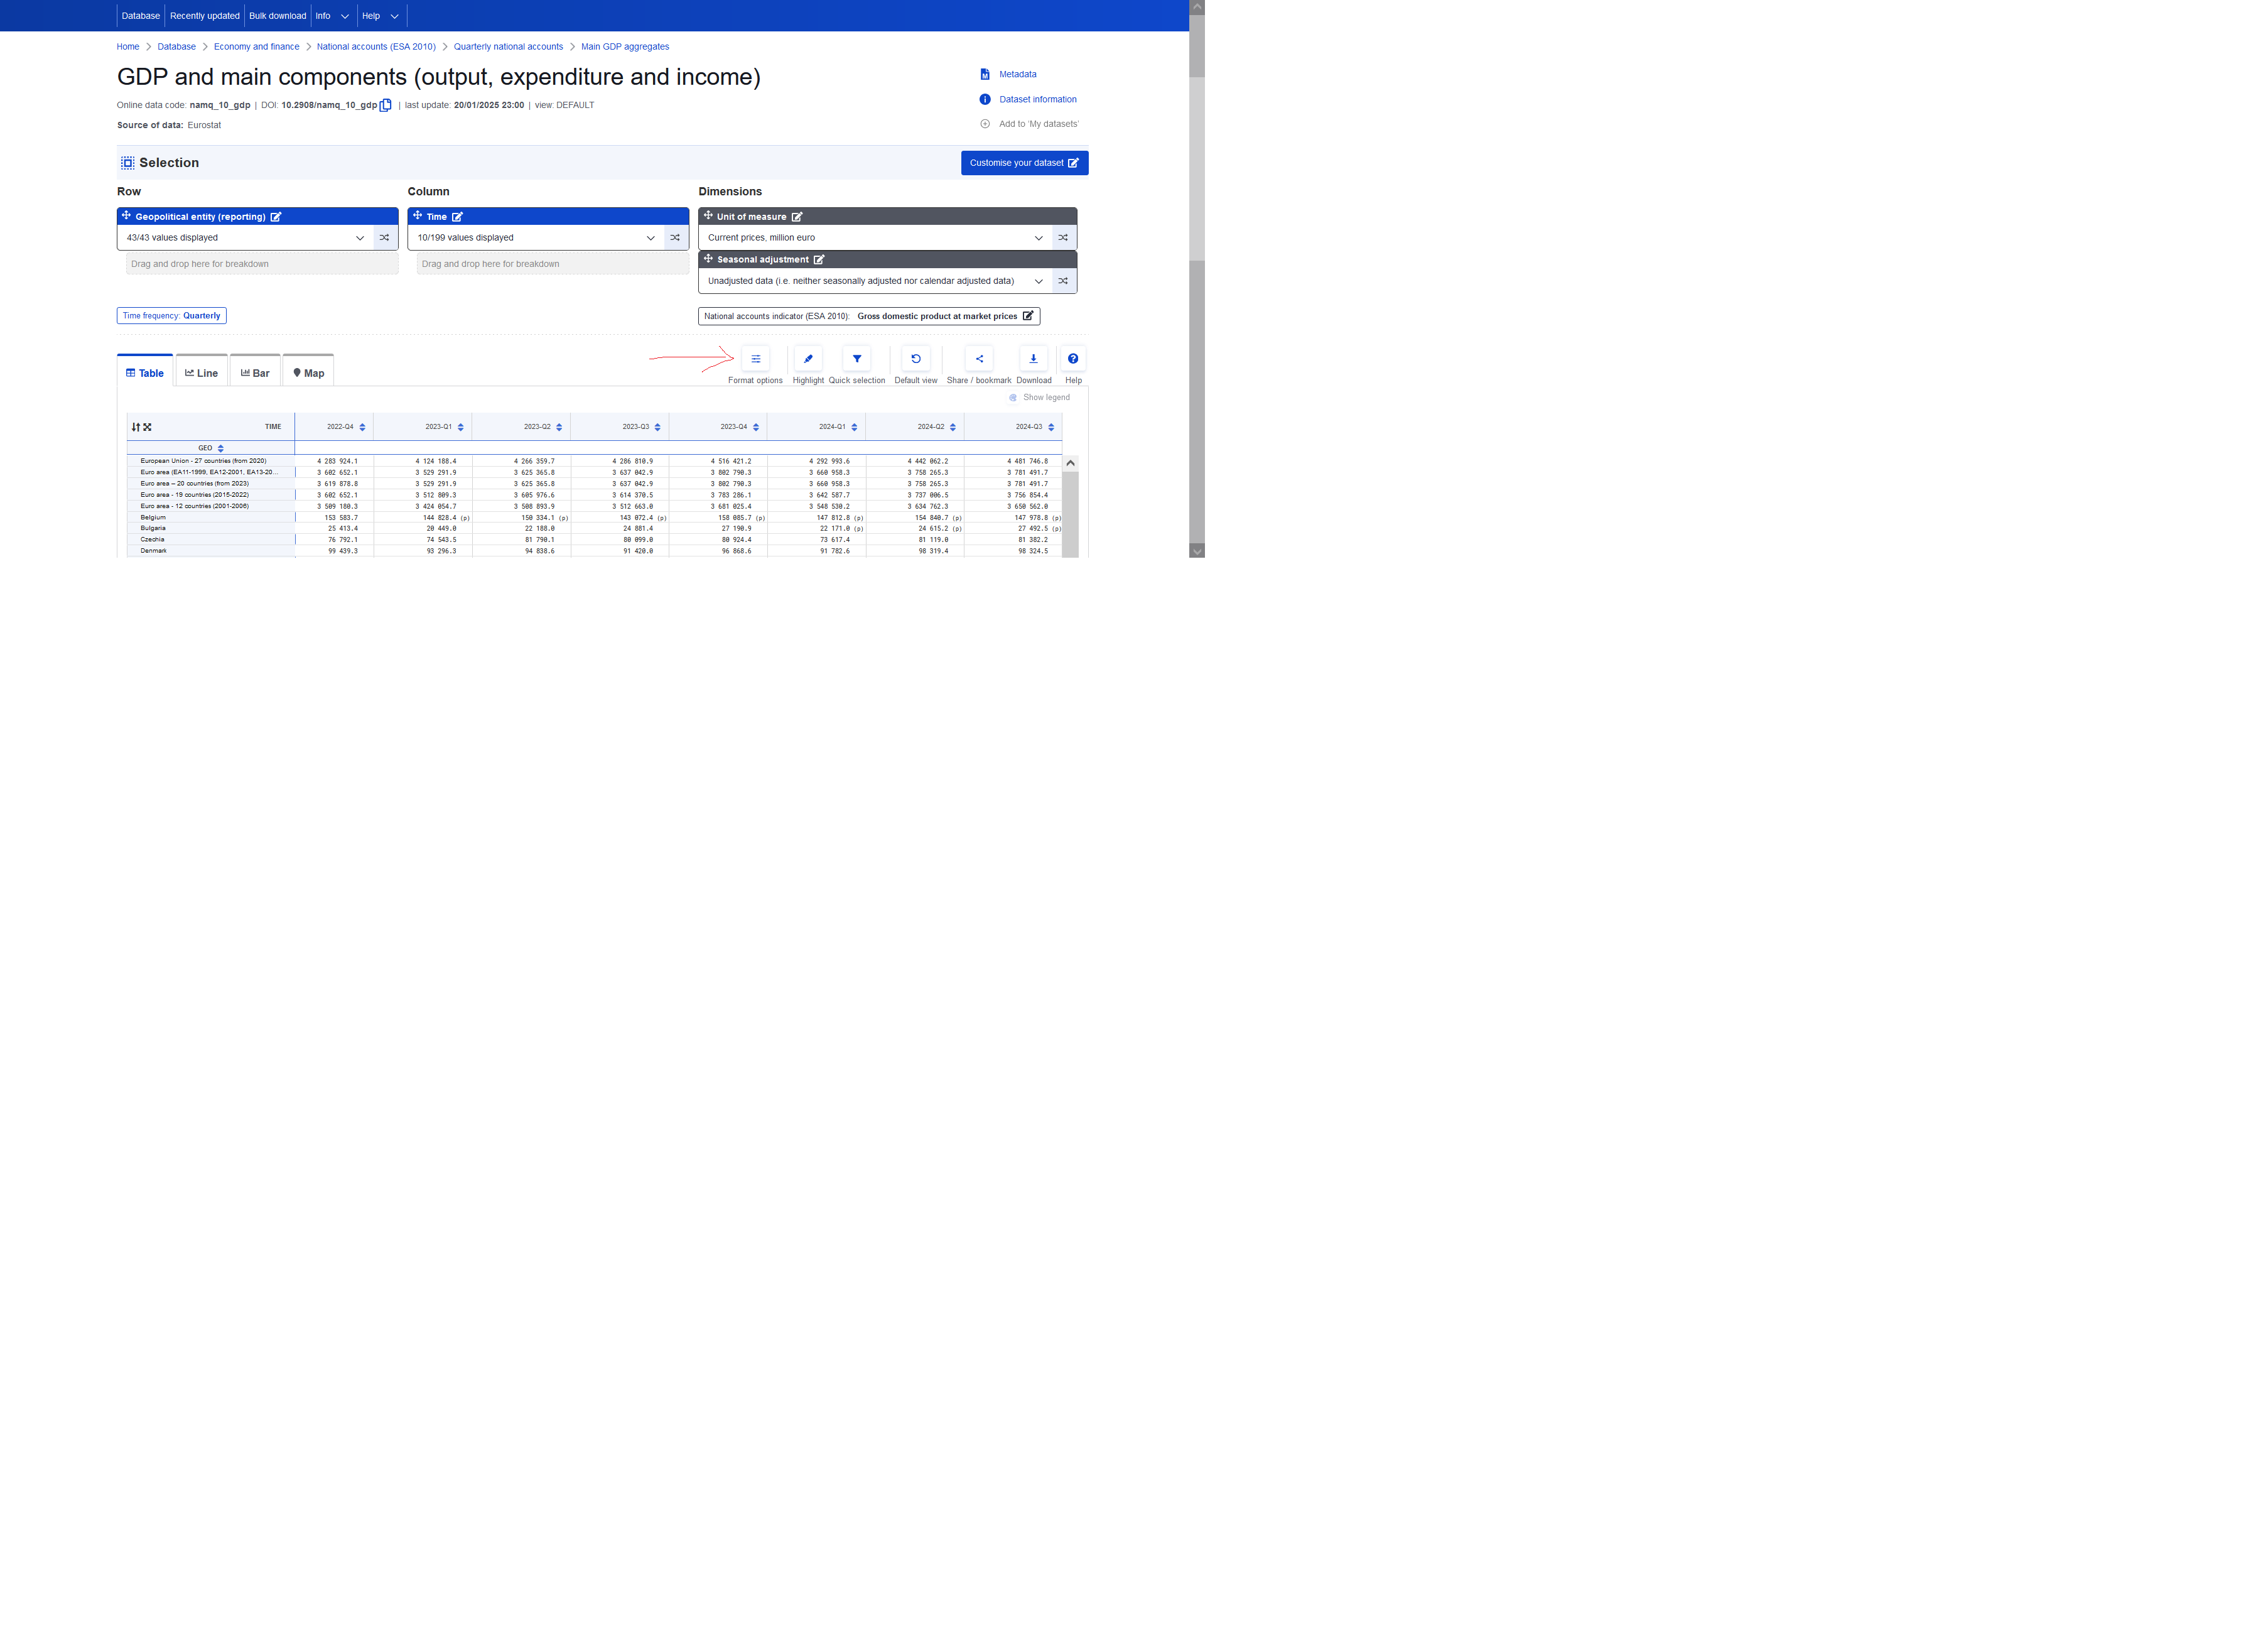 Database Recently updated Bulk download Info Help
Home Database Economy and finance National accounts (ESA 2010) Quarterly national accounts Main GDP aggregates
GDP and main components (output, expenditure and income)
Metadata
Online data code: namq_10_gdp | DOI: 10.2908/namq_10_gdp | last update: 20/01/2025 23:00 | view: DEFAULT
Dataset information
Source of data: Eurostat
Add to 'My datasets'
Selection
Customise your dataset
Row Column Dimensions
Geopolitical entity (reporting) Time Unit of measure
43/43 values displayed 10/199 values displayed Current prices, million euro
Drag and drop here for breakdown Drag and drop here for breakdown Seasonal adjustment
Unadjusted data (i.e. neither seasonally adjusted nor calendar adjusted data)
Time frequency: Quarterly National accounts indicator (ESA 2010): Gross domestic product at market prices
Table Line Bar Map
Format options Highlight Quick selection Default view Share / bookmark Download Help
Show legend
TIME 2022-Q4 2023-Q1 2023-Q2 2023-Q3 2023-Q4 2024-Q1 2024-Q2 2024-Q3
GEO
European Union - 27 countries (from 2020) 4 283 924.1 4 124 188.4 4 266 359.7 4 286 810.9 4 516 421.2 4 292 993.6 4 442 062.2 4 481 746.8
Euro area (EA11-1999, EA12-2001, EA13-20... 3 602 652.1 3 529 291.9 3 625 365.8 3 637 042.9 3 802 790.3 3 660 958.3 3 758 265.3 3 781 491.7
Euro area – 20 countries (from 2023) 3 619 878.8 3 529 291.9 3 625 365.8 3 637 042.9 3 802 790.3 3 660 958.3 3 758 265.3 3 781 491.7
Euro area - 19 countries (2015-2022) 3 602 652.1 3 512 809.3 3 605 976.6 3 614 370.5 3 783 286.1 3 642 587.7 3 737 006.5 3 756 854.4
Euro area - 12 countries (2001-2006) 3 509 180.3 3 424 054.7 3 508 893.9 3 512 663.0 3 681 025.4 3 548 530.2 3 634 762.3 3 650 562.0
Belgium 153 583.7 144 828.4 (p) 150 334.1 (p) 143 072.4 (p) 158 085.7 (p) 147 812.8 (p) 154 840.7 (p) 147 978.8 (p)
Bulgaria 25 413.4 20 449.0 22 188.0 24 881.4 27 190.9 22 171.0 (p) 24 615.2 (p) 27 492.5 (p)
Czechia 76 792.1 74 543.5 81 790.1 80 099.0 80 924.4 73 617.4 81 119.0 81 382.2
Denmark 99 439.3 93 296.3 94 838.6 91 420.0 96 868.6 91 782.6 98 319.4 98 324.5